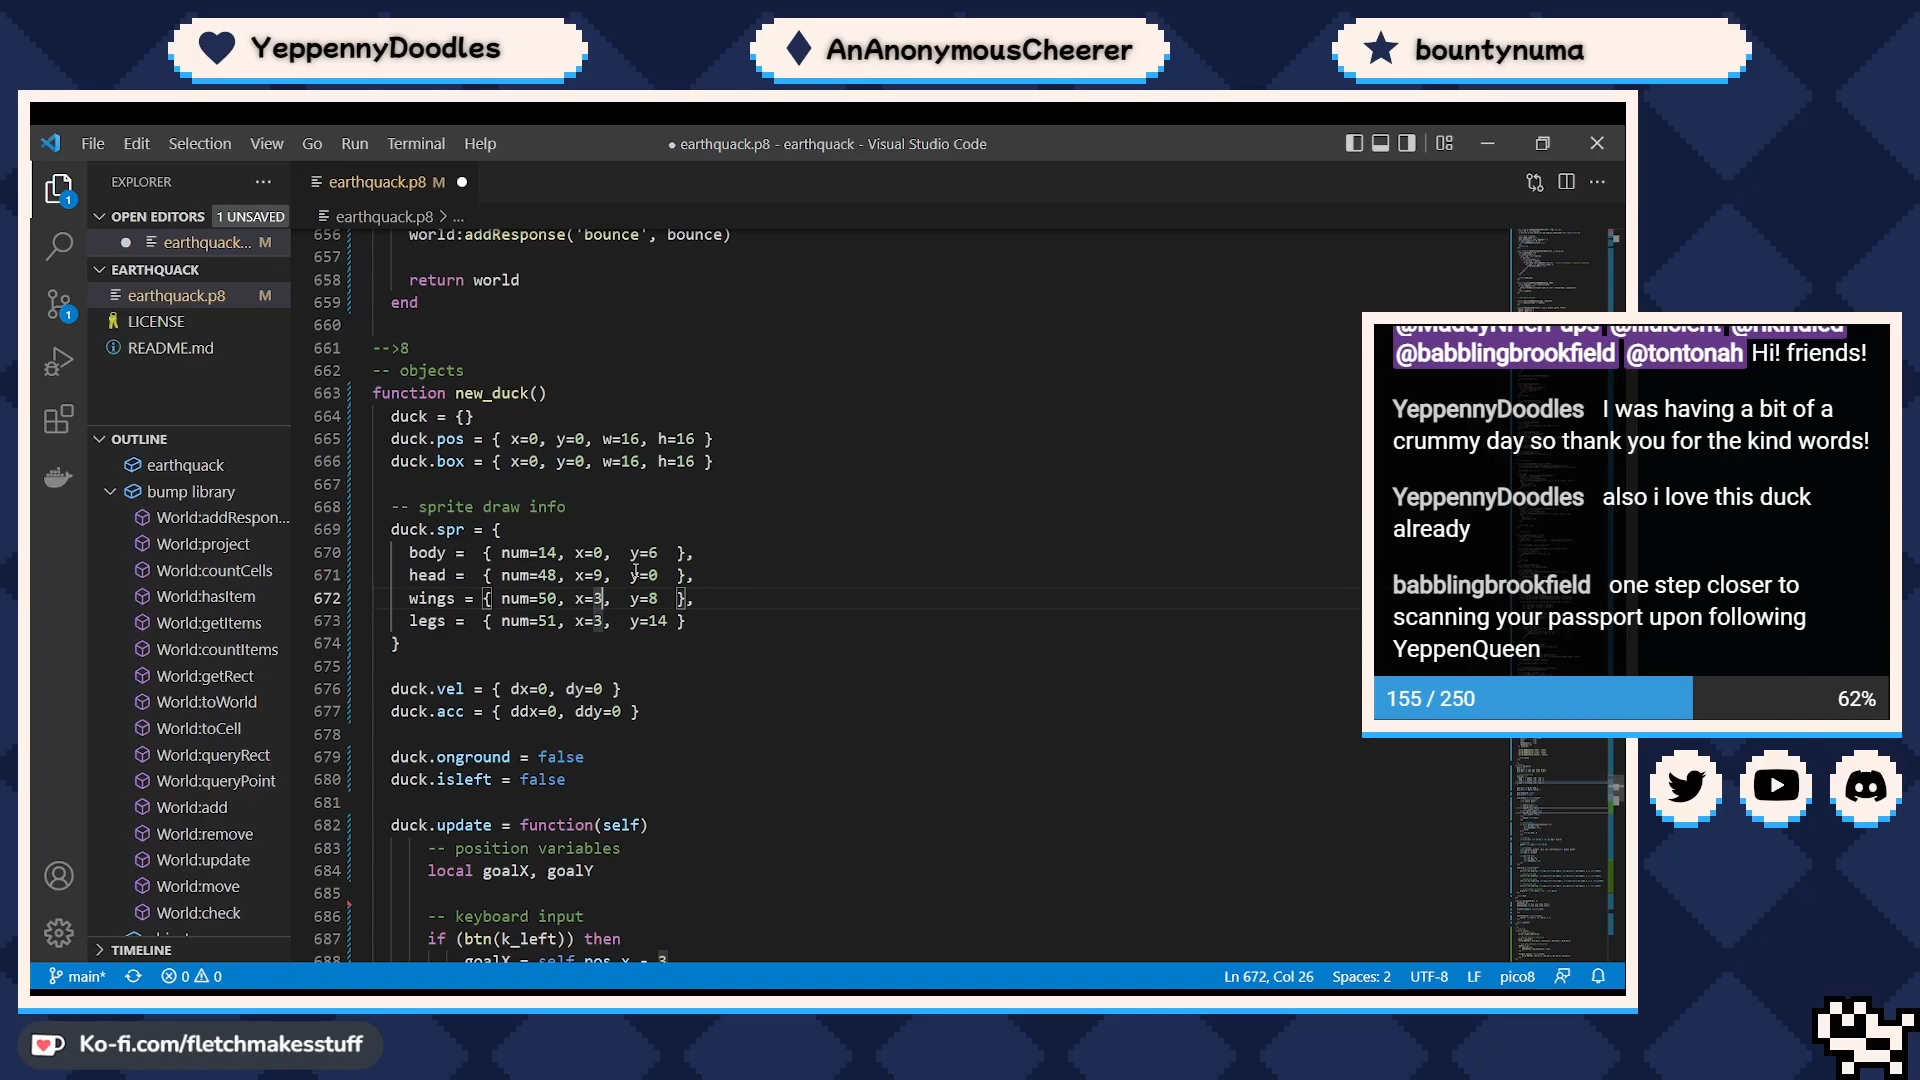 YeppennyDoodles
AnAnonymousCheerer
bountynuma
File Edit Selection View Go Run Terminal Help
● earthquack.p8 - earthquack - Visual Studio Code
EXPLORER
OPEN EDITORS 1 UNSAVED
earthquack... M
EARTHQUACK
earthquack.p8 M
LICENSE
README.md
OUTLINE
earthquack
bump library
World:addRespon...
World:project
World:countCells
World:hasItem
World:getItems
World:countItems
World:getRect
World:toWorld
World:toCell
World:queryRect
World:queryPoint
World:add
World:remove
World:update
World:move
World:check
TIMELINE
earthquack.p8 M ●
earthquack.p8 > ...
656 world:addResponse('bounce', bounce)
657
658 return world
659 end
660
661 -->8
662 -- objects
663 function new_duck()
664 duck = {}
665 duck.pos = { x=0, y=0, w=16, h=16 }
666 duck.box = { x=0, y=0, w=16, h=16 }
667
668 -- sprite draw info
669 duck.spr = {
670 body = { num=14, x=0, y=6 },
671 head = { num=48, x=9, y=0 },
672 wings = { num=50, x=3, y=8 },
673 legs = { num=51, x=3, y=14 }
674 }
675
676 duck.vel = { dx=0, dy=0 }
677 duck.acc = { ddx=0, ddy=0 }
678
679 duck.onground = false
680 duck.isleft = false
681
682 duck.update = function(self)
683 -- position variables
684 local goalX, goalY
685
686 -- keyboard input
687 if (btn(k_left)) then
688 goalX = self.pos.x - 3
main* 0 0
Ln 672, Col 26 Spaces: 2 UTF-8 LF pico8
@babblingbrookfield @tontonah Hi! friends!
YeppennyDoodles I was having a bit of a
crummy day so thank you for the kind words!
YeppennyDoodles also i love this duck
already
babblingbrookfield one step closer to
scanning your passport upon following
YeppenQueen
155 / 250 62%
Ko-fi.com/fletchmakesstuff